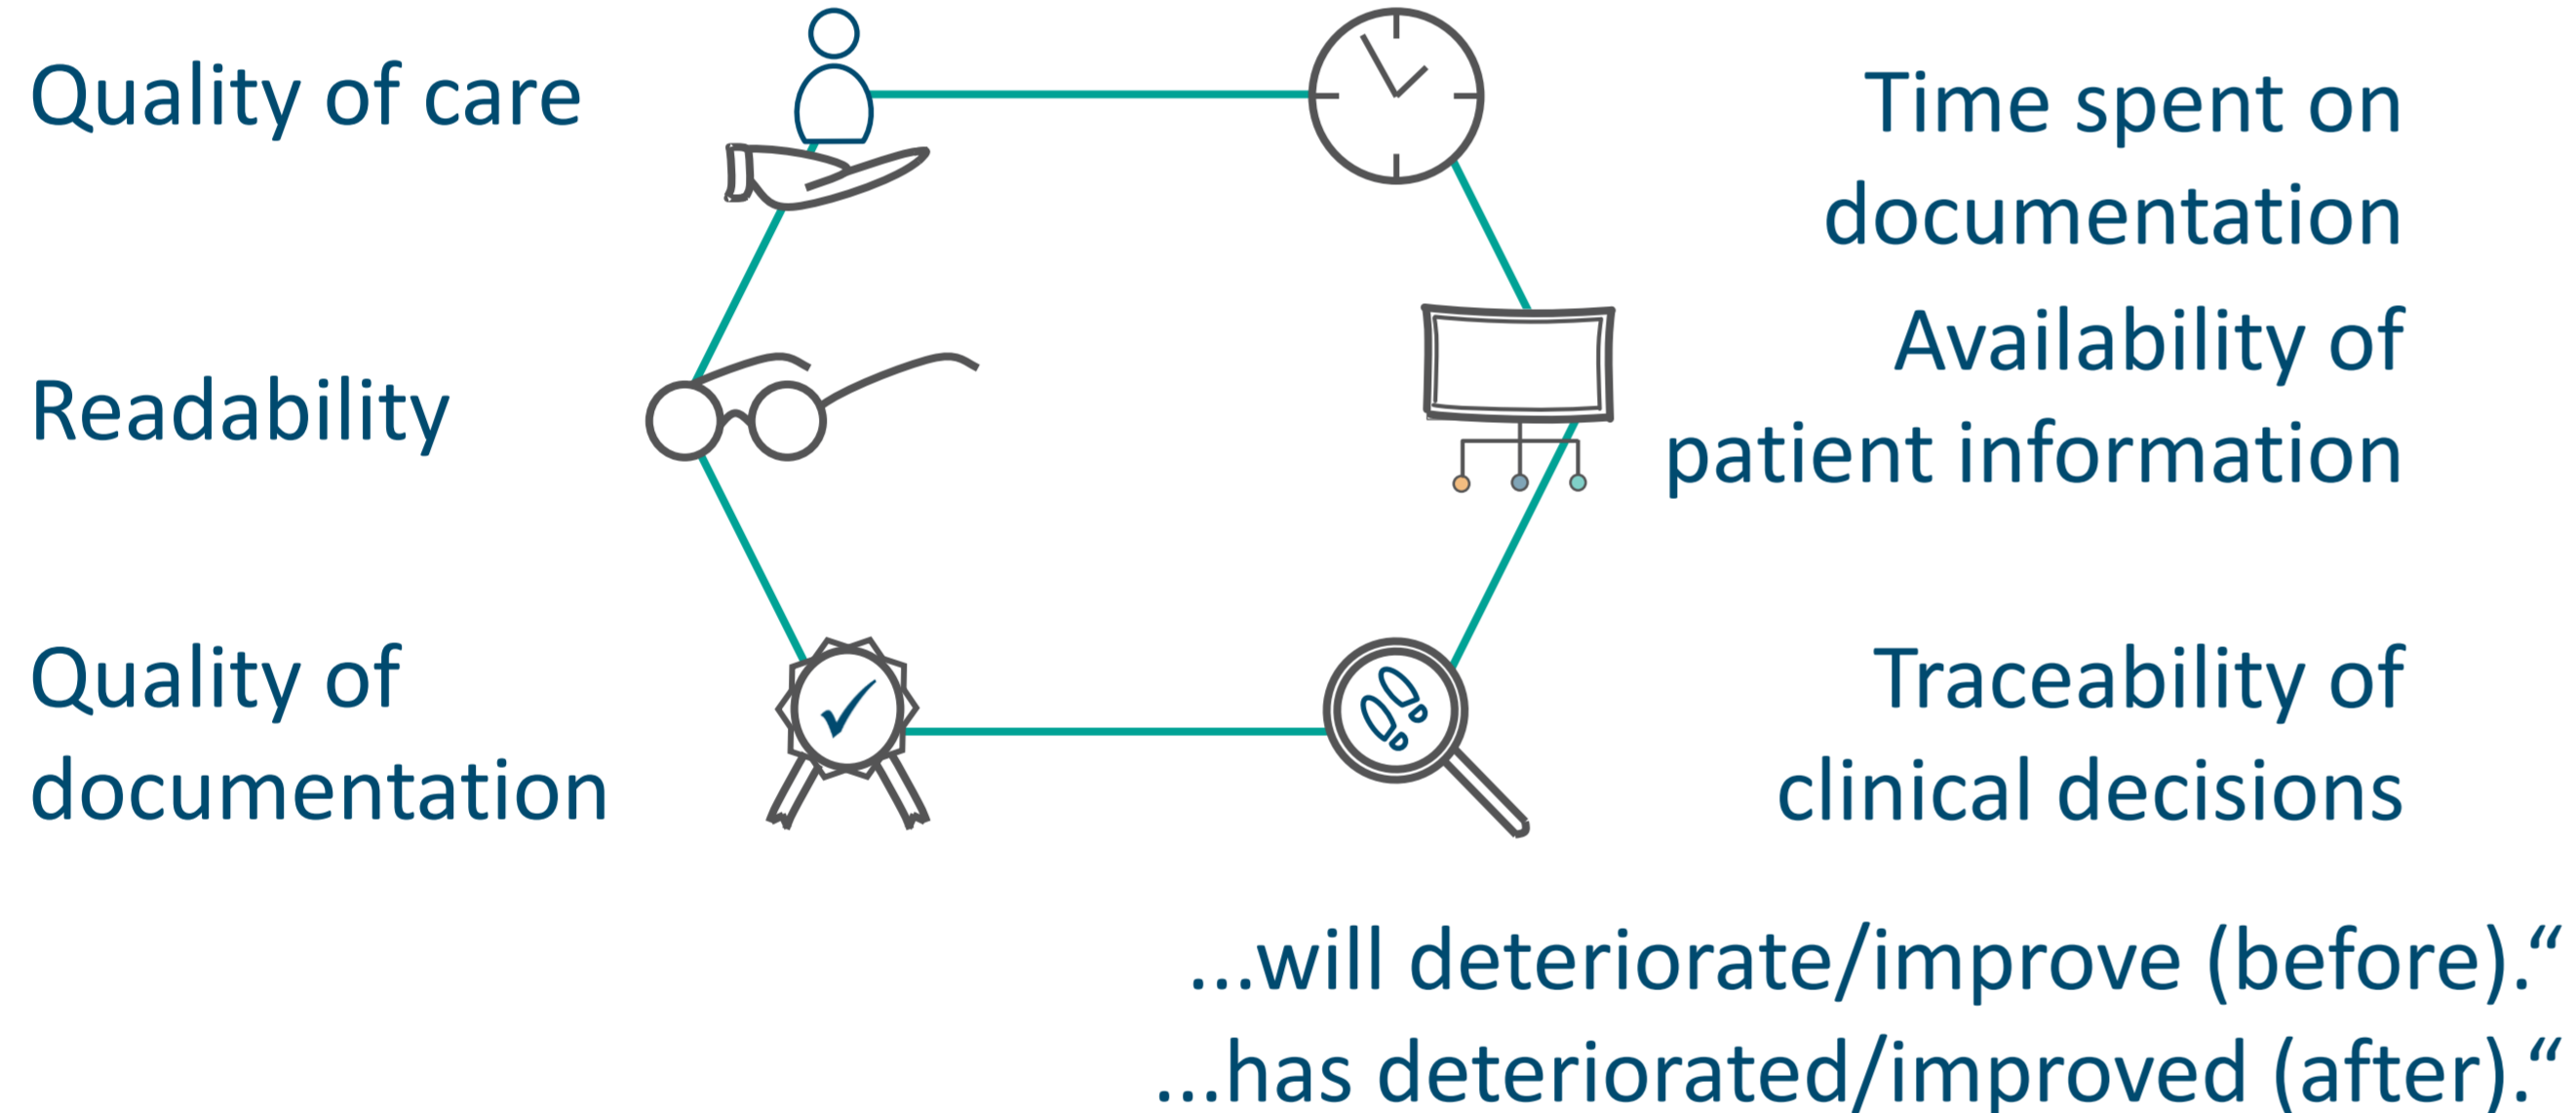 Quality of care
Time spent on
documentation
Readability
Availability of
patient information
Quality of
documentation
Traceability of
clinical decisions
...will deteriorate/improve (before).“
...has deteriorated/improved (after).“